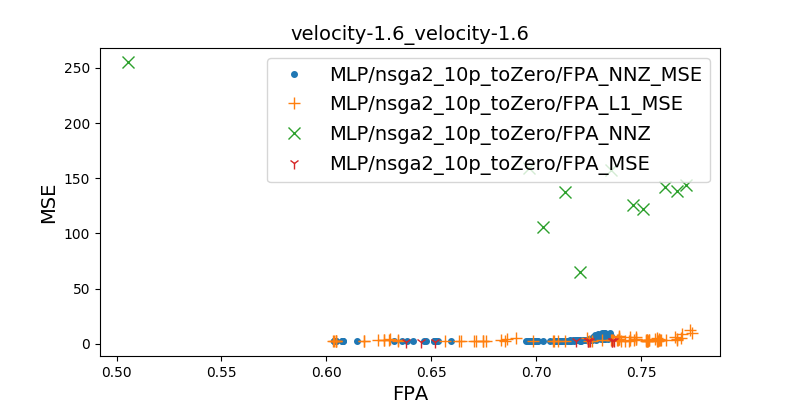 velocity-1.6_velocity-1.6
MLP/nsga2_10p_toZero/FPA_NNZ_MSE
MLP/nsga2_10p_toZero/FPA_L1_MSE
MLP/nsga2_10p_toZero/FPA_NNZ
MLP/nsga2_10p_toZero/FPA_MSE
MSE
250
200
150
100
50
0
0.50 0.55 0.60 0.65 0.70 0.75
FPA